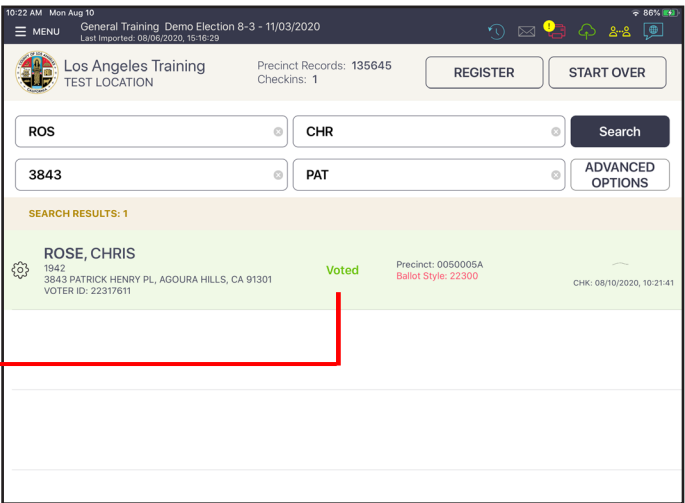 10:22 AM Mon Aug 10
86%
MENU
General Training Demo Election 8-3 - 11/03/2020
Last Imported: 08/06/2020, 15:16:29
Los Angeles Training
TEST LOCATION
Precinct Records: 135645
Checkins: 1
REGISTER
START OVER
ROS
CHR
Search
3843
PAT
ADVANCED
OPTIONS
SEARCH RESULTS: 1
ROSE, CHRIS
1942
3843 PATRICK HENRY PL, AGOURA HILLS, CA 91301
VOTER ID: 22317611
Voted
Precinct: 0050005A
Ballot Style: 22300
CHK: 08/10/2020, 10:21:41